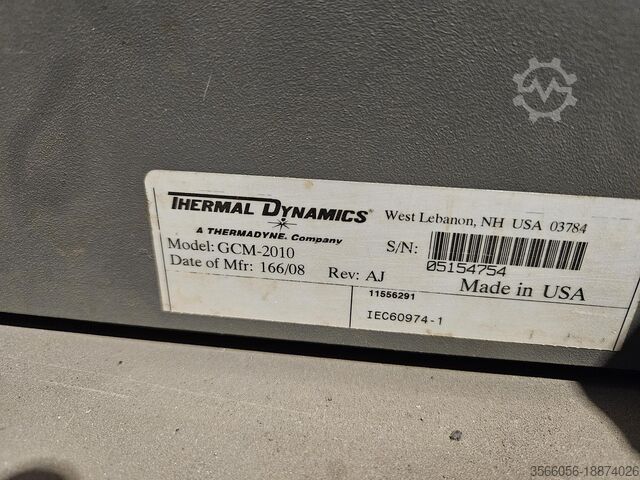 THERMAL DYNAMICS® West Lebanon, NH USA 03784
A THERMADYNE® Company
Model: GCM-2010 S/N:
05154754
Date of Mfr: 166/08 Rev: AJ Made in USA
11556291
IEC60974-1
3566056-18874026